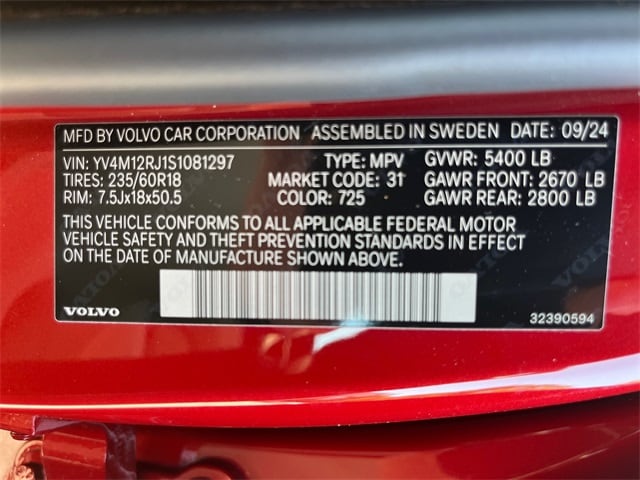 MFD BY VOLVO CAR CORPORATION ASSEMBLED IN SWEDEN DATE: 09/24
VIN: YV4M12RJ1S1081297 TYPE: MPV GVWR: 5400 LB
TIRES: 235/60R18 MARKET CODE: 31 GAWR FRONT: 2670 LB
RIM: 7.5Jx18x50.5 COLOR: 725 GAWR REAR: 2800 LB
THIS VEHICLE CONFORMS TO ALL APPLICABLE FEDERAL MOTOR
VEHICLE SAFETY AND THEFT PREVENTION STANDARDS IN EFFECT
ON THE DATE OF MANUFACTURE SHOWN ABOVE.
VOLVO 32390594